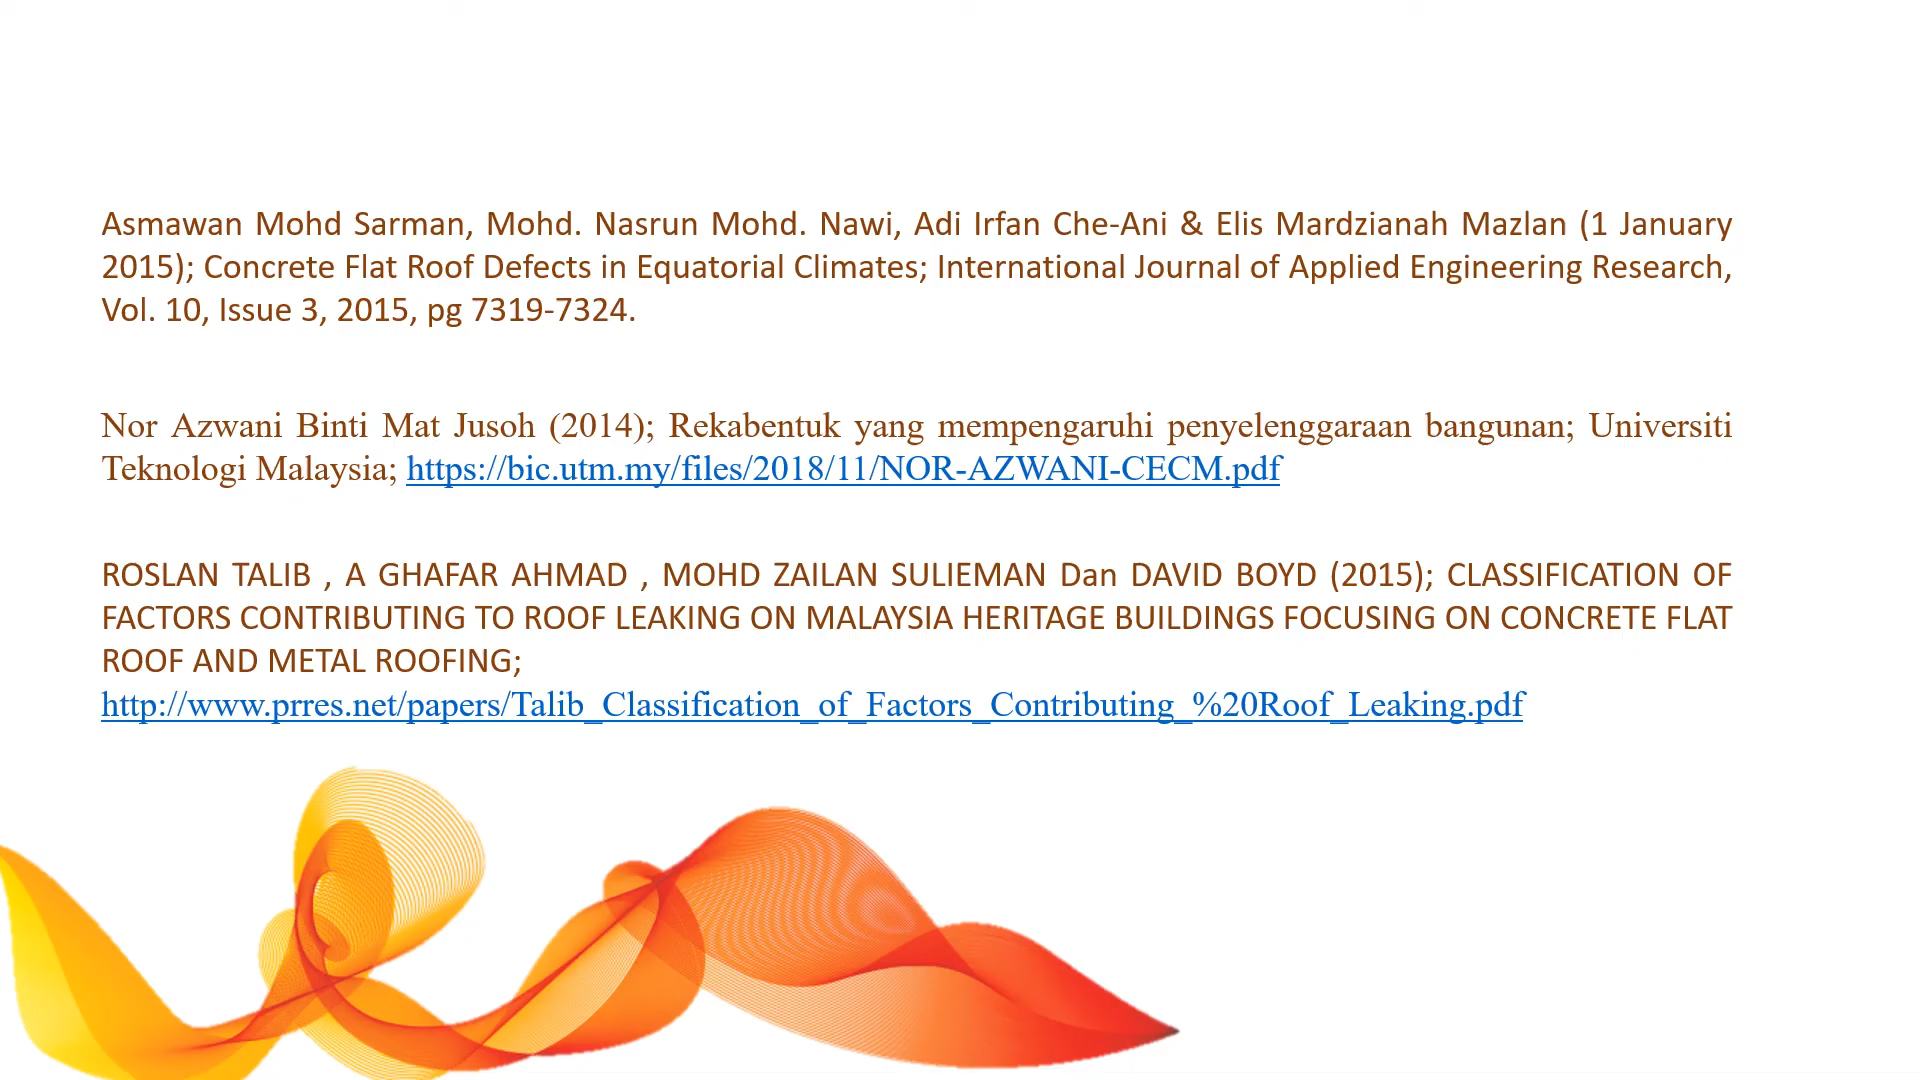 Asmawan Mohd Sarman, Mohd. Nasrun Mohd. Nawi, Adi Irfan Che-Ani & Elis Mardzianah Mazlan (1 January
2015); Concrete Flat Roof Defects in Equatorial Climates; International Journal of Applied Engineering Research,
Vol. 10, Issue 3, 2015, pg 7319-7324.
Nor Azwani Binti Mat Jusoh (2014); Rekabentuk yang mempengaruhi penyelenggaraan bangunan; Universiti
Teknologi Malaysia; https://bic.utm.my/files/2018/11/NOR-AZWANI-CECM.pdf
ROSLAN TALIB , A GHAFAR AHMAD , MOHD ZAILAN SULIEMAN Dan DAVID BOYD (2015); CLASSIFICATION OF
FACTORS CONTRIBUTING TO ROOF LEAKING ON MALAYSIA HERITAGE BUILDINGS FOCUSING ON CONCRETE FLAT
ROOF AND METAL ROOFING;
http://www.prres.net/papers/Talib_Classification_of_Factors_Contributing_%20Roof_Leaking.pdf